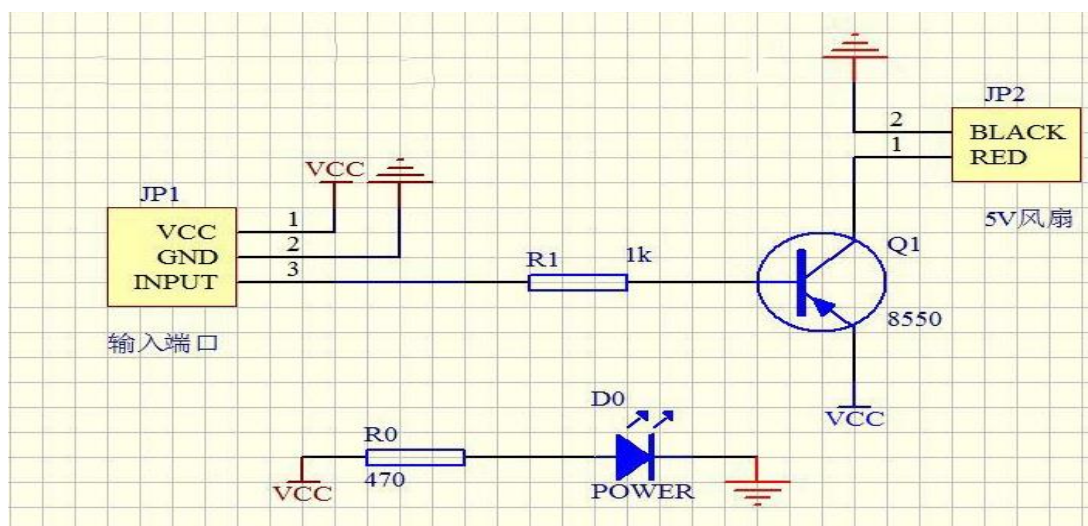 JP2
2
BLACK
1
RED
5V风扇
VCC
JP1
1
VCC
2
GND
3
INPUT
输入端口
R1
1k
Q1
8550
VCC
D0
R0
470
VCC
POWER